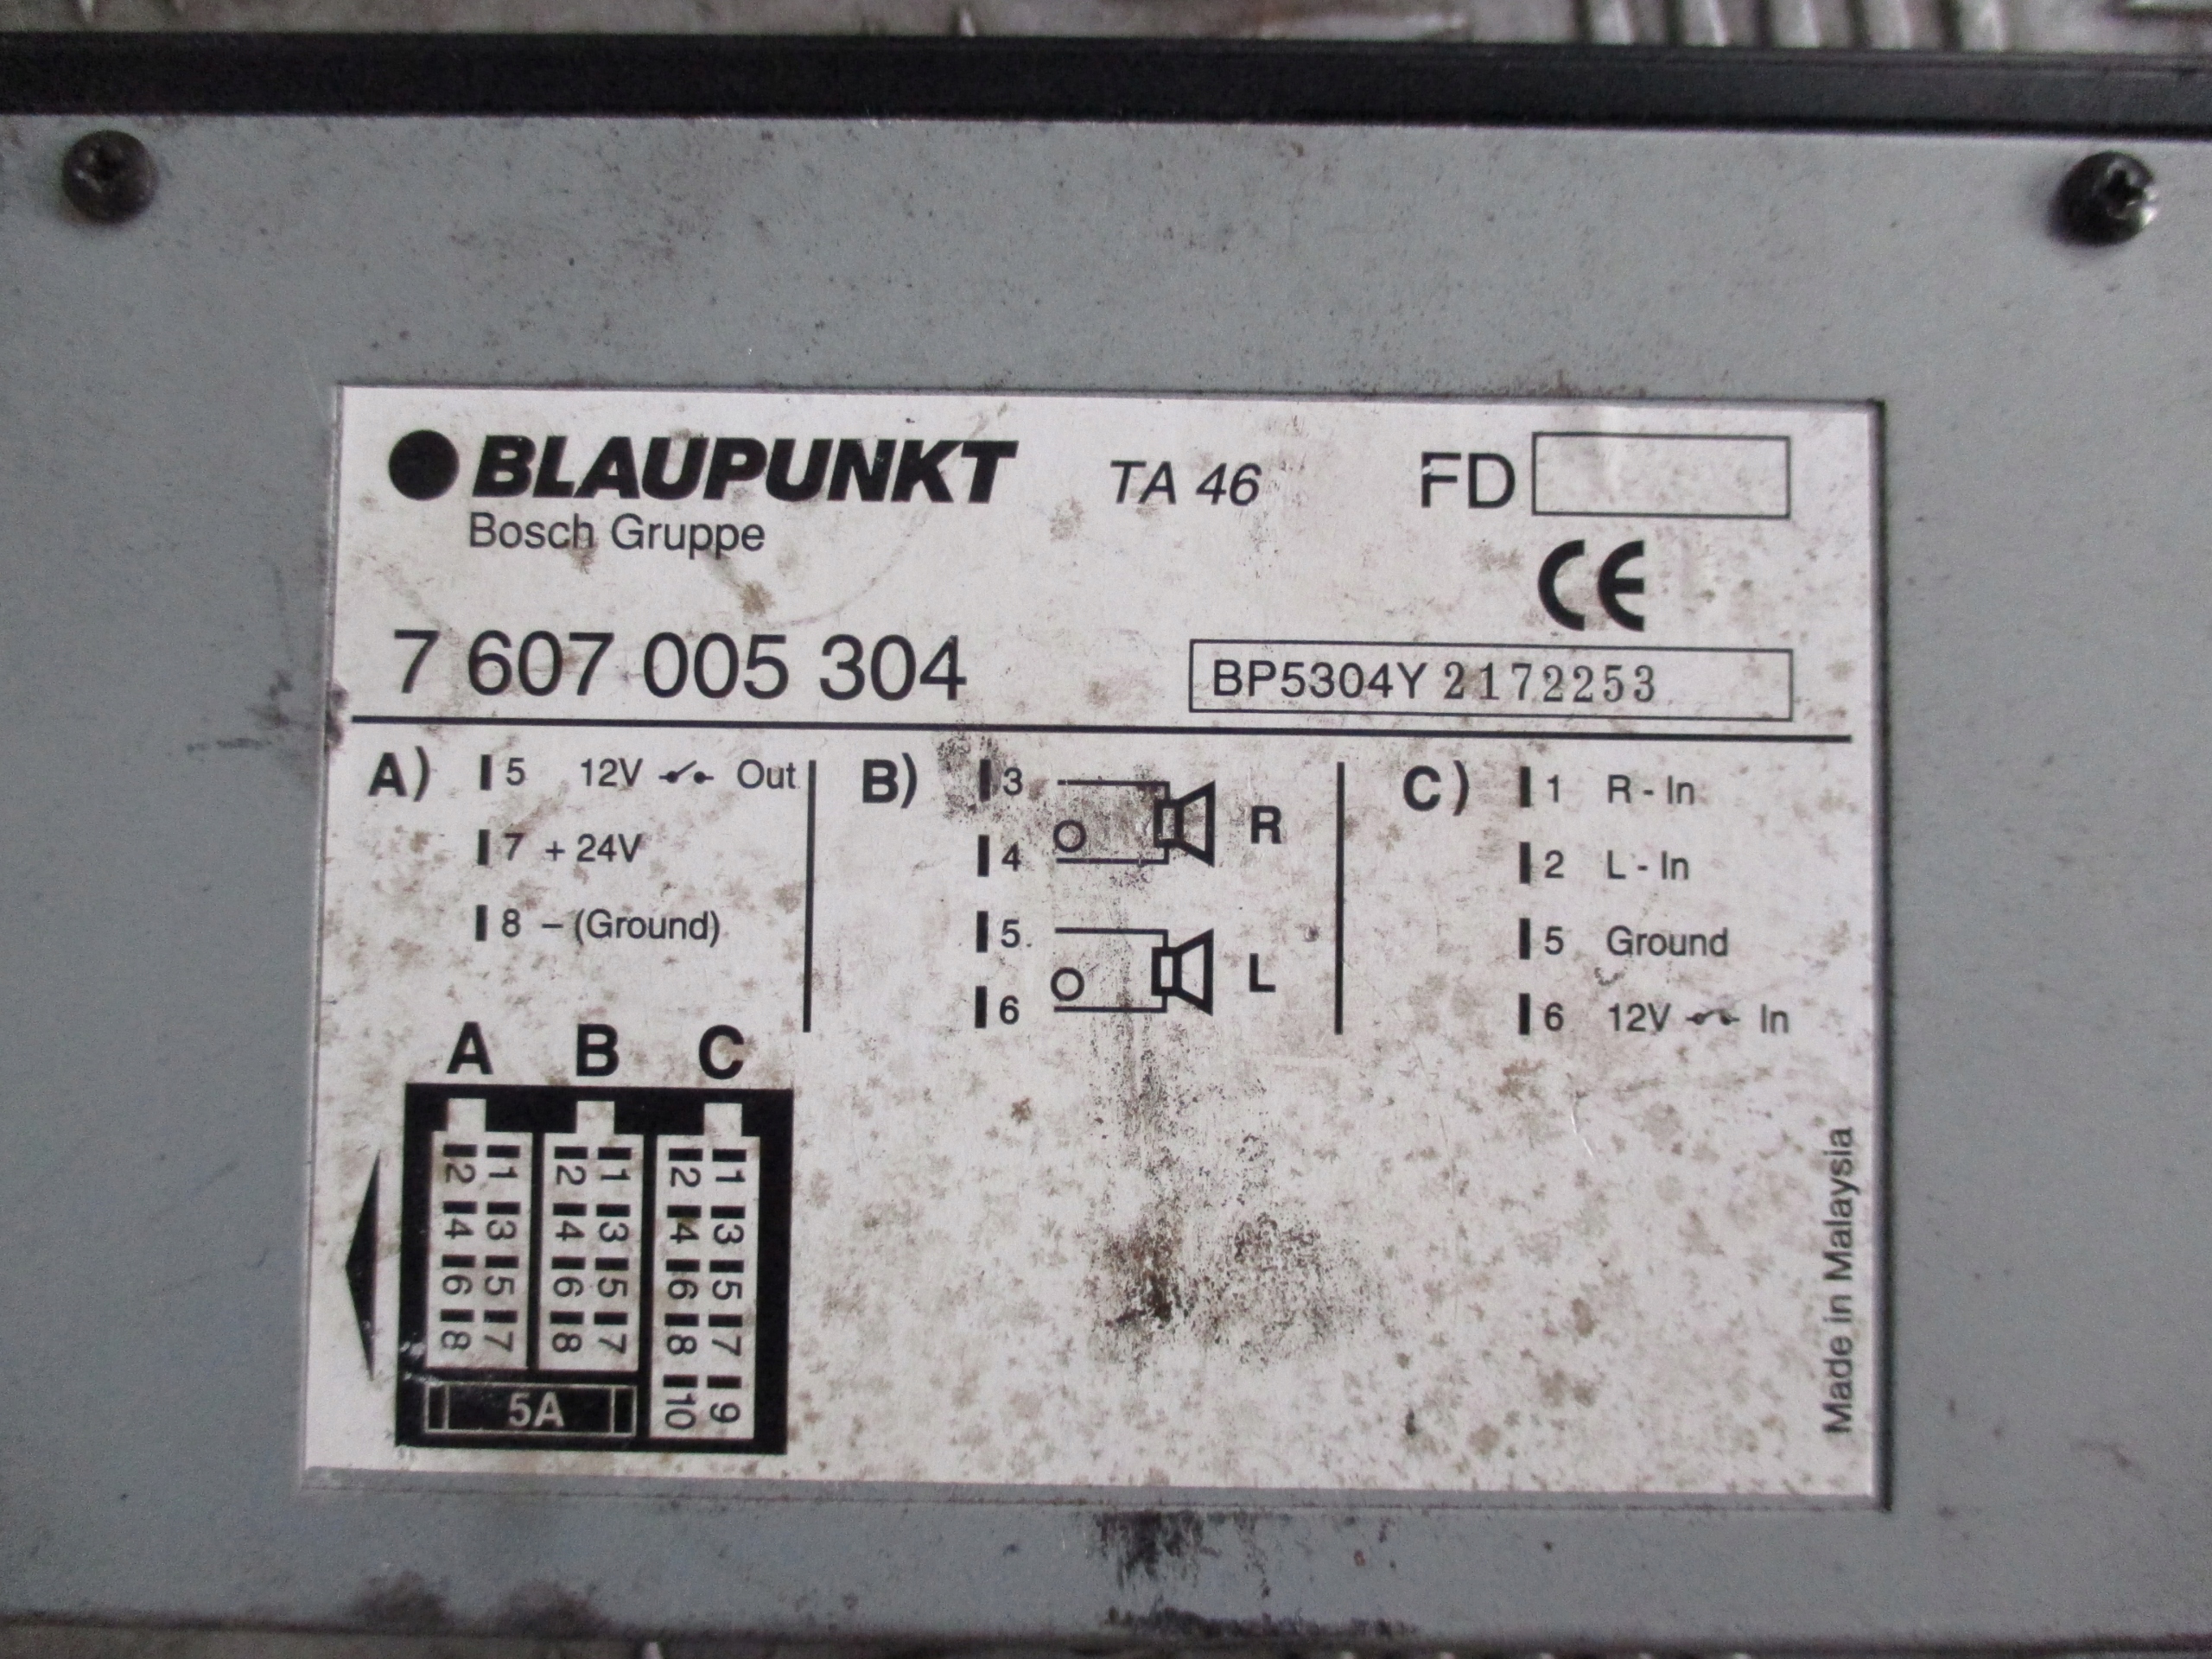 BLAUPUNKT TA 46 FD
Bosch Gruppe
CE
7 607 005 304 BP5304Y 2172253
A) 5 12V Out B) 3 R C) 1 R - In
7 + 24V 4 2 L - In
8 – (Ground) 5 L 5 Ground
6 6 12V In
A B C
2 1 2 1 2 1
4 3 4 3 4 3
6 5 6 5 6 5
8 7 8 7 8 7
5A 10 9
Made in Malaysia